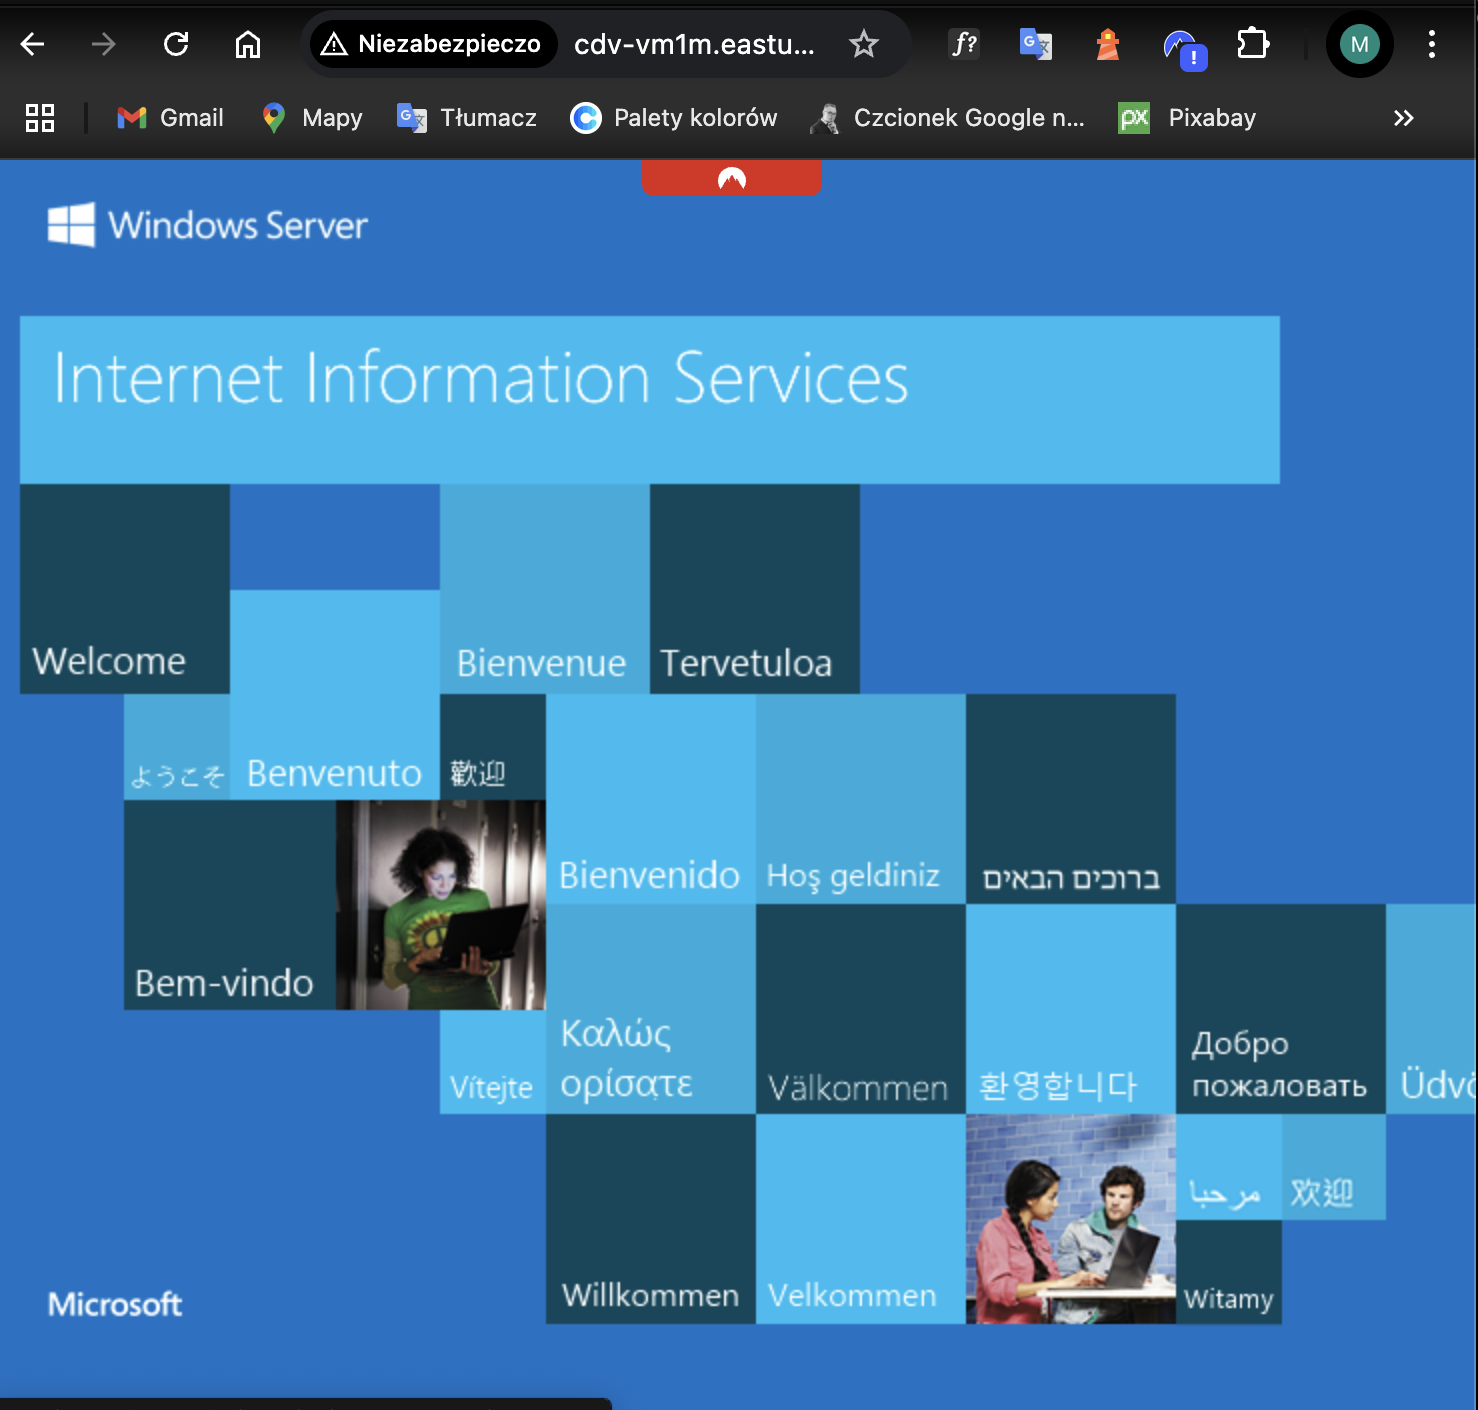 Niezabezpieczo
cdv-vm1m.eastu...
f?
M
Gmail
Mapy
Tłumacz
Palety kolorów
Czcionek Google n...
px
Pixabay
Windows Server
Internet Information Services
Welcome
Bienvenue
Tervetuloa
ようこそ
Benvenuto
歡迎
Bienvenido
Hoş geldiniz
ברוכים הבאים
Bem-vindo
Vítejte
Καλώς
ορίσατε
Välkommen
환영합니다
Добро
пожаловать
Üdvö
مرحبا
欢迎
Willkommen
Velkommen
Witamy
Microsoft